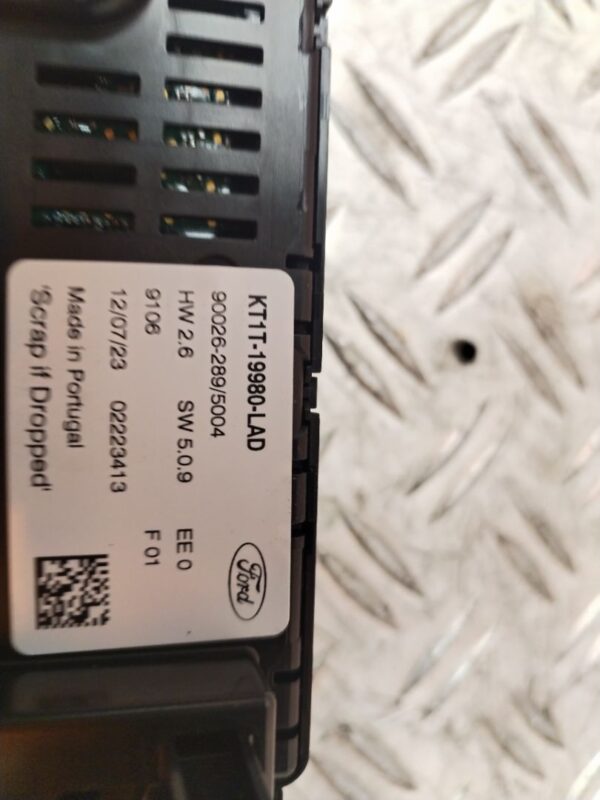 KT1T-19980-LAD
90026-289/5004
HW 2.6 SW 5.0.9 EE 0
9106 F 01
12/07/23 02223413
Made in Portugal
'Scrap if Dropped'
Ford